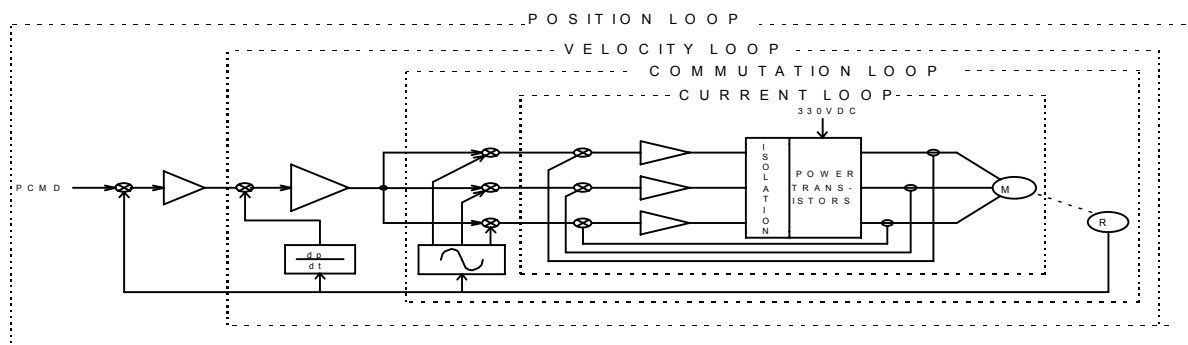 POSITION LOOP
VELOCITY LOOP
COMMUTATION LOOP
CURRENT LOOP
330VDC
PCMD
ISOLATION
POWER
TRANS-
ISTORS
M
R
dp
dt